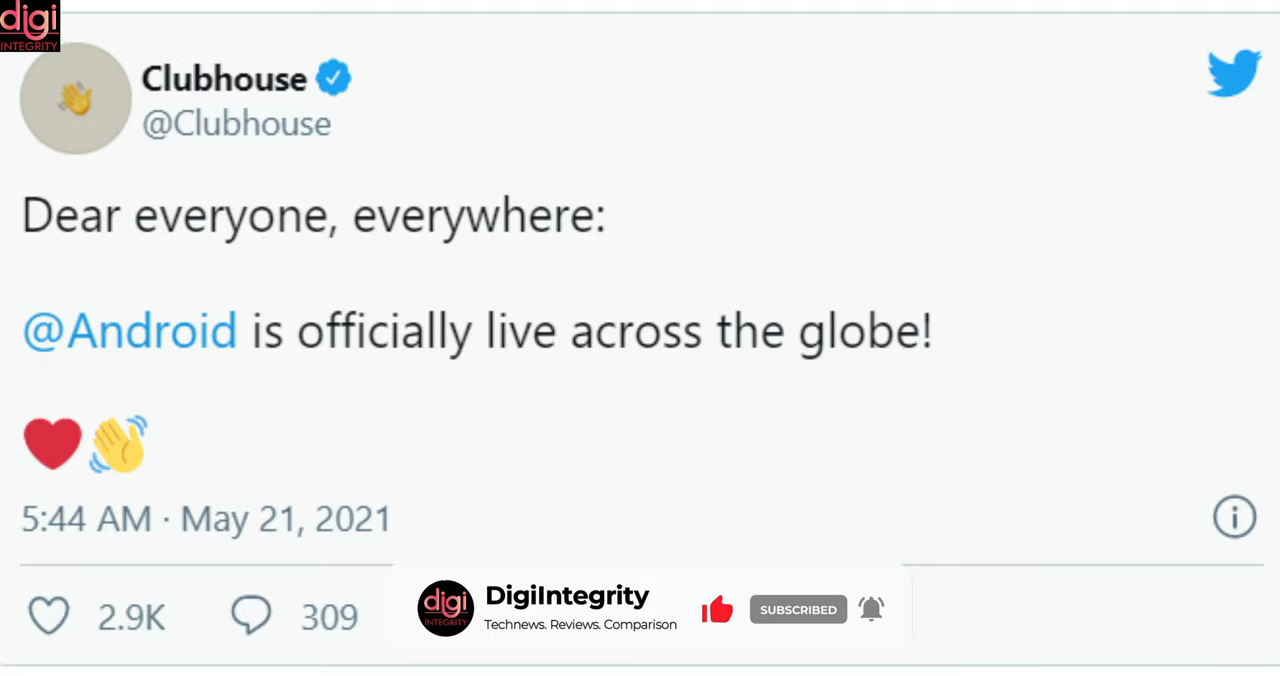 digi
INTEGRITY
Clubhouse
@Clubhouse
Dear everyone, everywhere:
@Android is officially live across the globe!
❤️👋
5:44 AM · May 21, 2021
2.9K 309
digi
INTEGRITY
DigiIntegrity
Technews. Reviews. Comparison
SUBSCRIBED